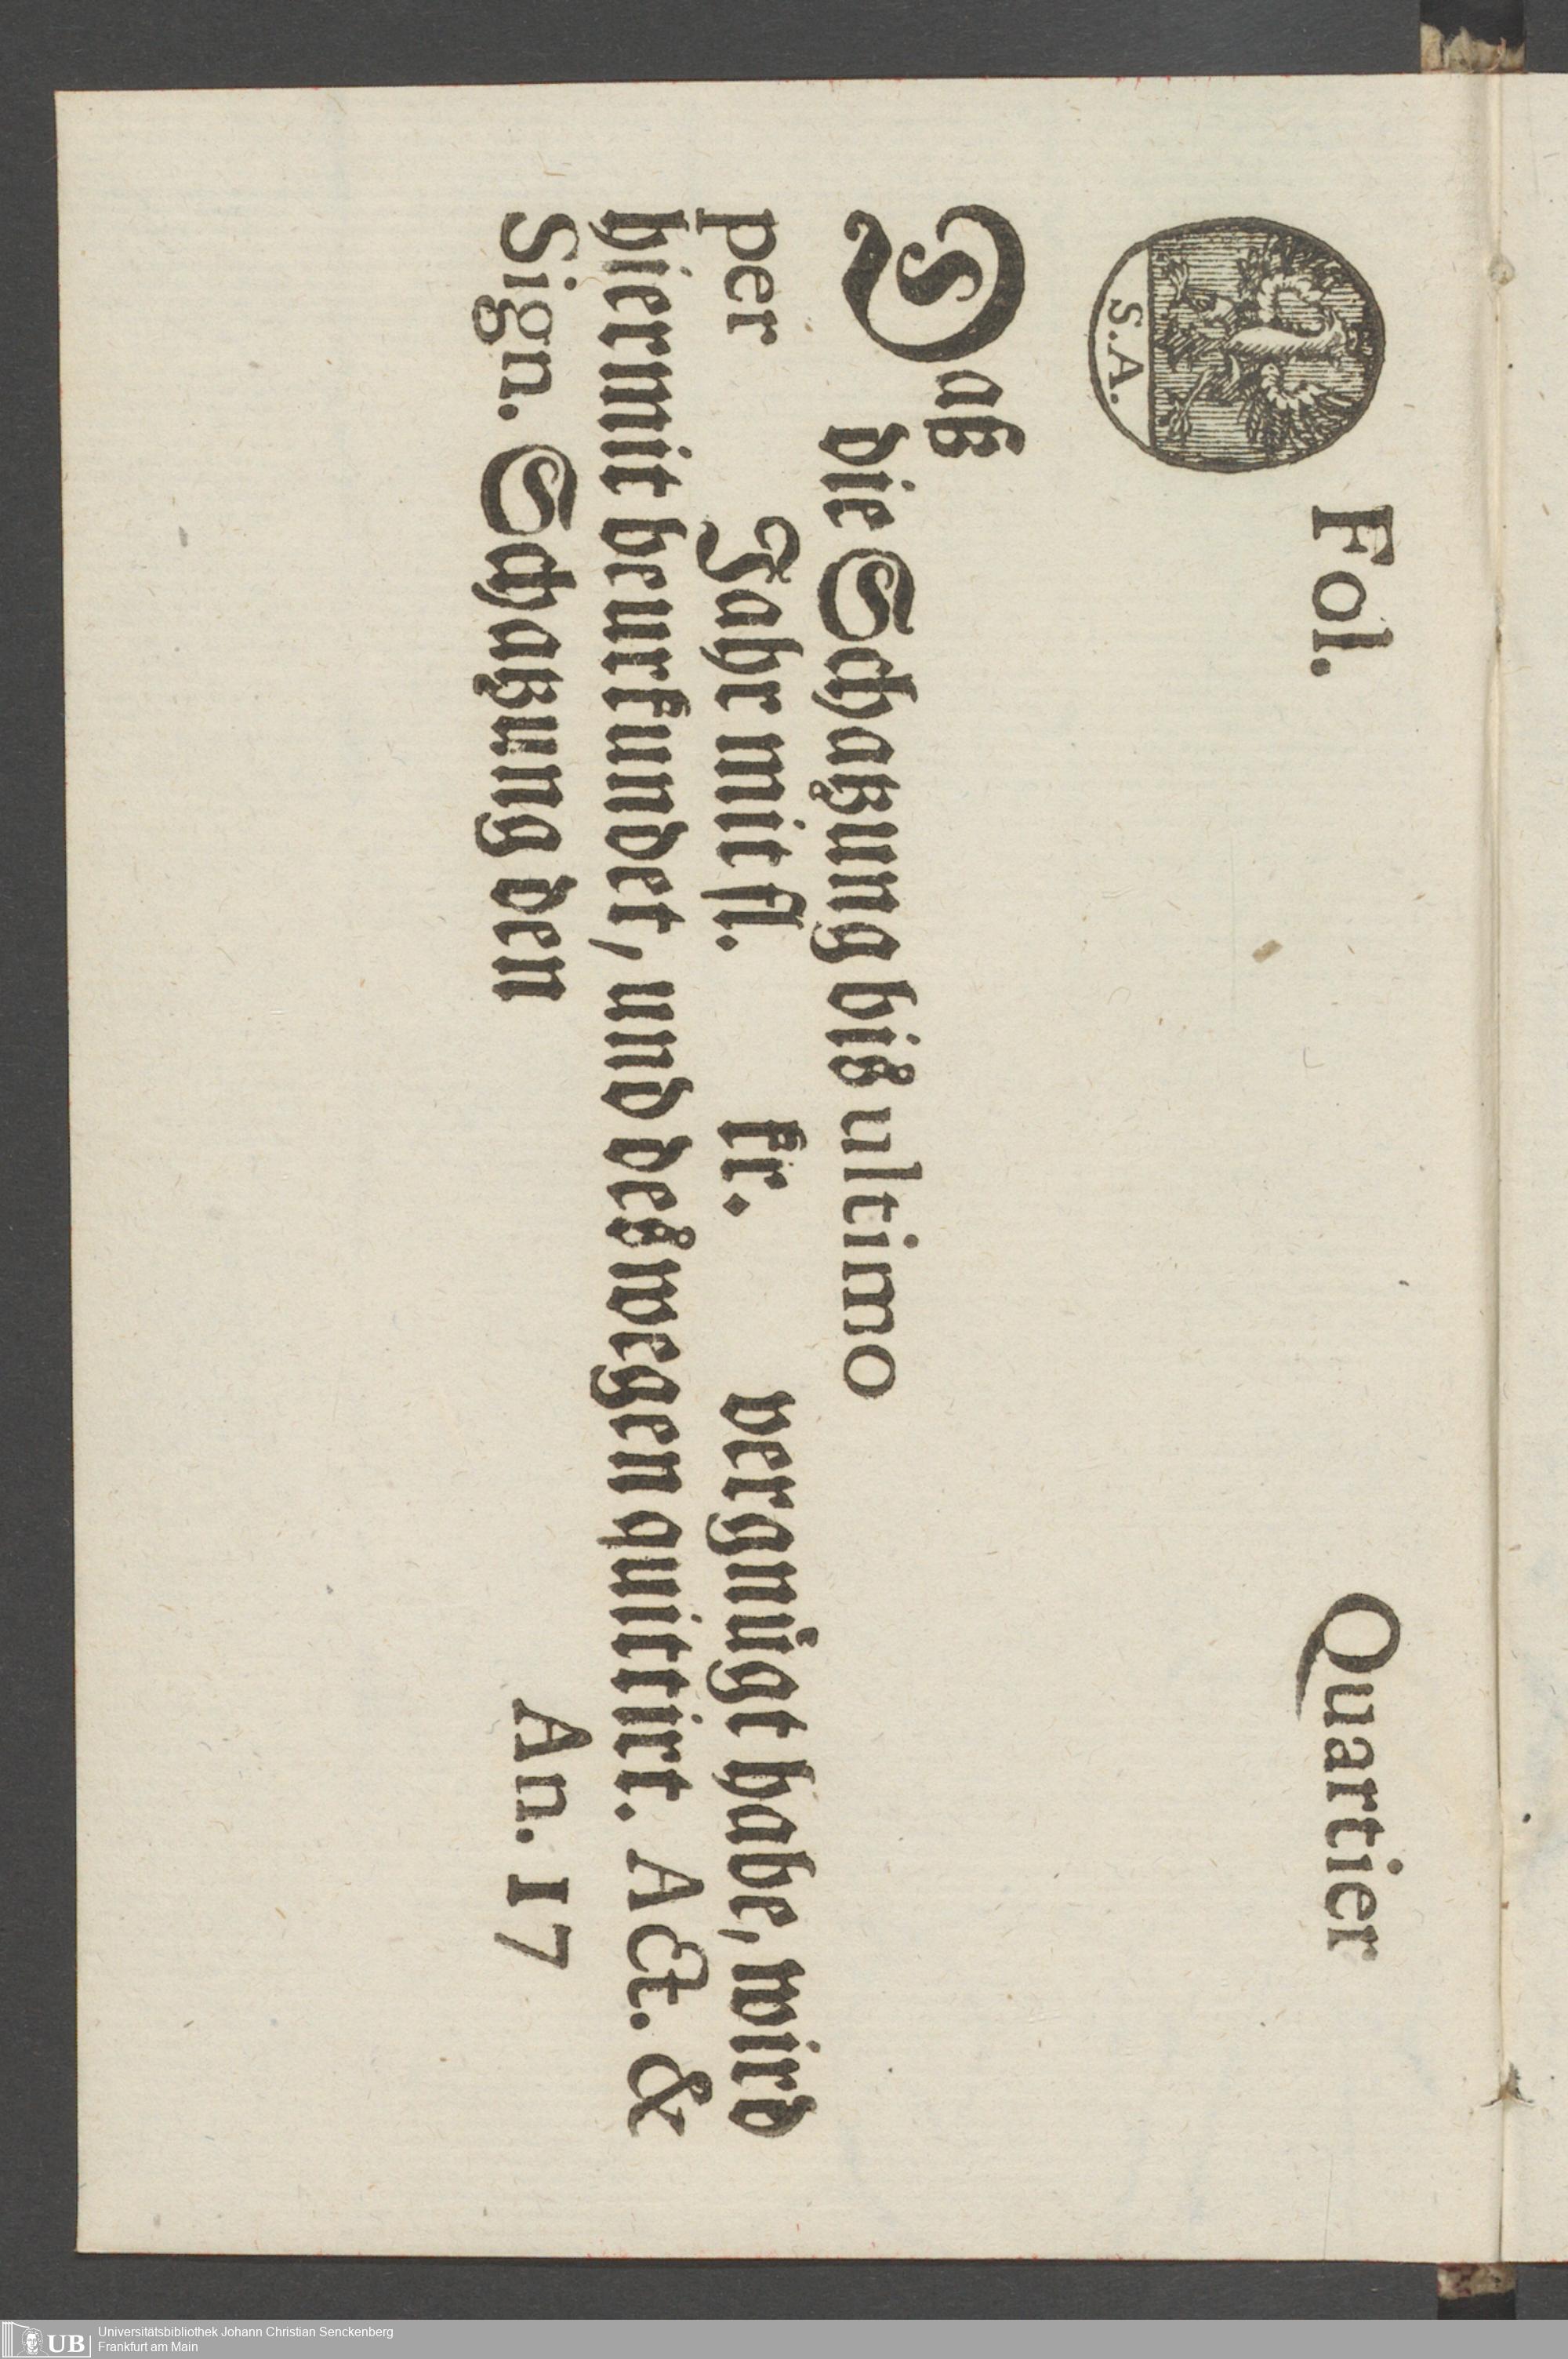 Fol. Quartier
S. A.
Daß
die Schatzung biß ultimo
per Jahr mit fl. kr. vergnügt habe, wird
hiermit beurkundet, und deßwegen quittirt. Act. &
Sign. Schatzung den An. 17
UB Universitätsbibliothek Johann Christian Senckenberg
Frankfurt am Main